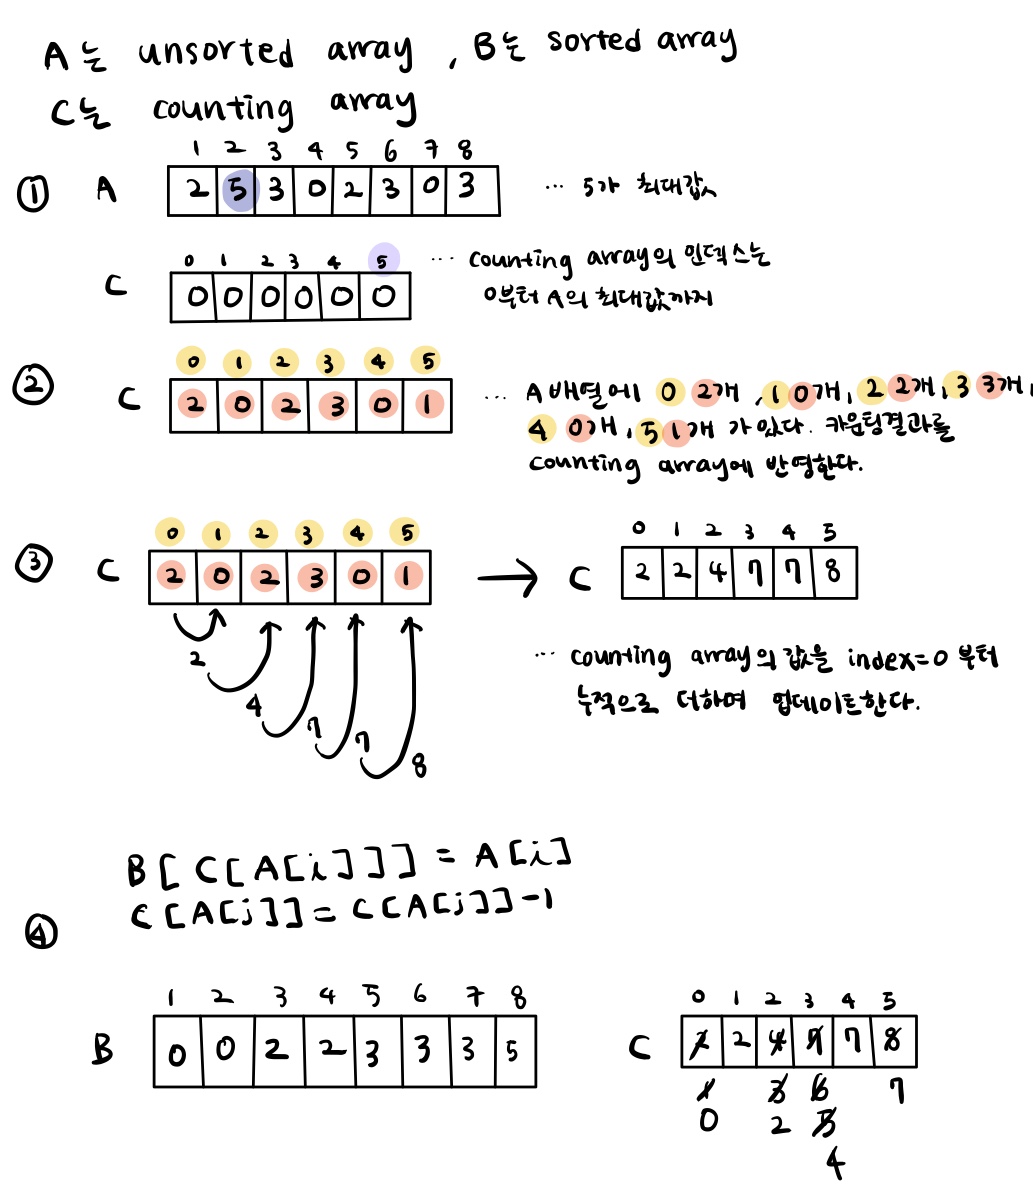 A는 unsorted array , B는 sorted array
C는 counting array
1 2 3 4 5 6 7 8
① A 2 5 3 0 2 3 0 3 ... 5가 최대값
0 1 2 3 4 5 ... counting array의 인덱스는
C 0 0 0 0 0 0 0부터 A의 최대값까지
0 1 2 3 4 5
② C 2 0 2 3 0 1 ... A 배열에 0 2개, 1 0개, 2 2개, 3 3개,
4 0개, 5 1개 가 있다. 카운팅결과를
counting array에 반영한다.
0 1 2 3 4 5 0 1 2 3 4 5
③ C 2 0 2 3 0 1 → C 2 2 4 7 7 8
2
4
7
7
8
... counting array의 값을 index=0 부터
누적으로 더하며 업데이트한다.
B[C[A[i]]] = A[i]
④ C[A[j]] = C[A[j]]-1
1 2 3 4 5 6 7 8 0 1 2 3 4 5
B 0 0 2 2 3 3 3 5 C 2 2 4 7 7 8
1 3 6 7
0 2 5
4